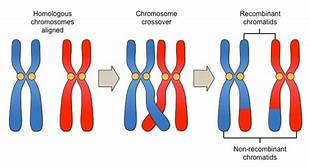 Homologous
chromosomes
aligned
Chromosome
crossover
Recombinant
chromatids
Non-recombinant
chromatids